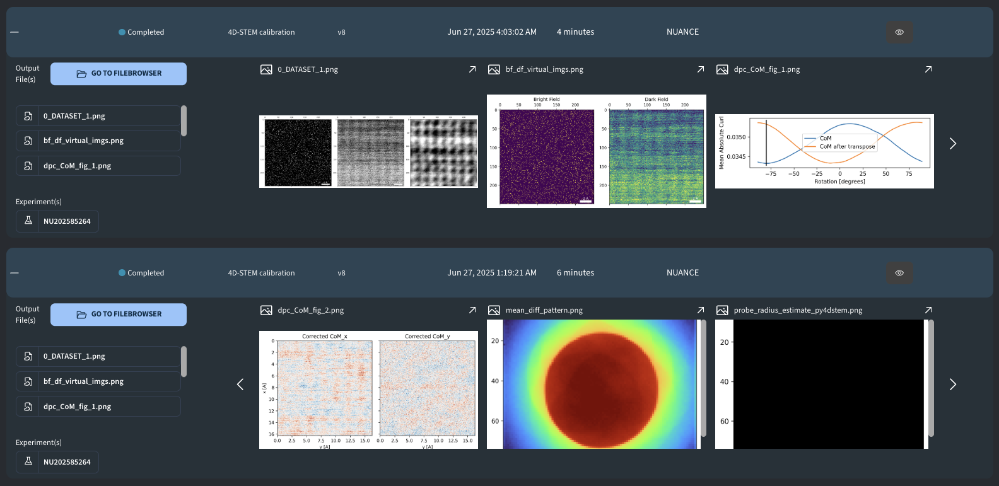 Completed
4D-STEM calibration
v8
Jun 27, 2025 4:03:02 AM
4 minutes
NUANCE
Output File(s)
GO TO FILEBROWSER
0_DATASET_1.png
bf_df_virtual_imgs.png
dpc_CoM_fig_1.png
Experiment(s)
NU202585264
0_DATASET_1.png
bf_df_virtual_imgs.png
Bright Field
0 50 100 150 200
0
50
100
150
200
Dark Field
0 50 100 150 200
0
50
100
150
200
dpc_CoM_fig_1.png
Mean Absolute Curl
0.0350
0.0345
CoM
CoM after transpose
−75 −50 −25 0 25 50 75
Rotation [degrees]
Completed
4D-STEM calibration
v8
Jun 27, 2025 1:19:21 AM
6 minutes
NUANCE
Output File(s)
GO TO FILEBROWSER
0_DATASET_1.png
bf_df_virtual_imgs.png
dpc_CoM_fig_1.png
Experiment(s)
NU202585264
dpc_CoM_fig_2.png
Corrected CoM_x
Corrected CoM_y
x [A]
0
2
4
6
8
10
12
14
16
0.0 2.5 5.0 7.5 10.0 12.5 15.0
y [A]
0.0 2.5 5.0 7.5 10.0 12.5 15.0
y [A]
mean_diff_pattern.png
20
40
60
probe_radius_estimate_py4dstem.png
20
40
60